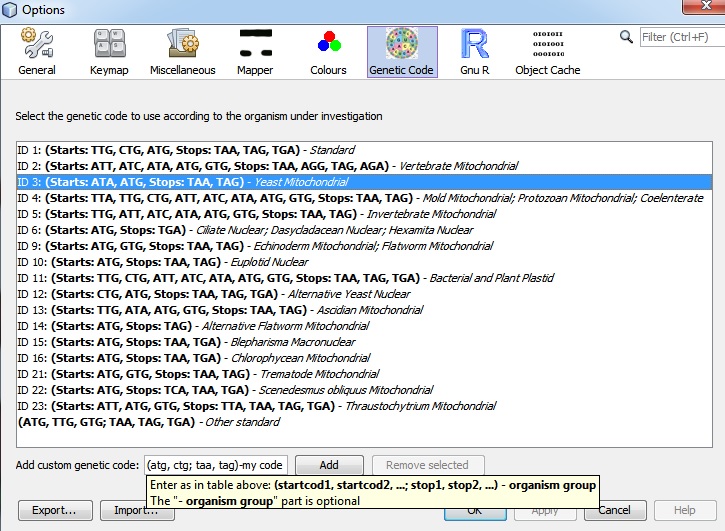 Options
General
Keymap
Miscellaneous
Mapper
Colours
Genetic Code
Gnu R
Object Cache
Filter (Ctrl+F)
Select the genetic code to use according to the organism under investigation
ID 1: (Starts: TTG, CTG, ATG, Stops: TAA, TAG, TGA) - Standard
ID 2: (Starts: ATT, ATC, ATA, ATG, GTG, Stops: TAA, AGG, TAG, AGA) - Vertebrate Mitochondrial
ID 3: (Starts: ATA, ATG, Stops: TAA, TAG) - Yeast Mitochondrial
ID 4: (Starts: TTA, TTG, CTG, ATT, ATC, ATA, ATG, GTG, Stops: TAA, TAG) - Mold Mitochondrial; Protozoan Mitochondrial; Coelenterate
ID 5: (Starts: TTG, ATT, ATC, ATA, ATG, GTG, Stops: TAA, TAG) - Invertebrate Mitochondrial
ID 6: (Starts: ATG, Stops: TGA) - Ciliate Nuclear; Dasycladacean Nuclear; Hexamita Nuclear
ID 9: (Starts: ATG, GTG, Stops: TAA, TAG) - Echinoderm Mitochondrial; Flatworm Mitochondrial
ID 10: (Starts: ATG, Stops: TAA, TAG) - Euplotid Nuclear
ID 11: (Starts: TTG, CTG, ATT, ATC, ATA, ATG, GTG, Stops: TAA, TAG, TGA) - Bacterial and Plant Plastid
ID 12: (Starts: CTG, ATG, Stops: TAA, TAG, TGA) - Alternative Yeast Nuclear
ID 13: (Starts: TTG, ATA, ATG, GTG, Stops: TAA, TAG) - Ascidian Mitochondrial
ID 14: (Starts: ATG, Stops: TAG) - Alternative Flatworm Mitochondrial
ID 15: (Starts: ATG, Stops: TAA, TGA) - Blepharisma Macronuclear
ID 16: (Starts: ATG, Stops: TAA, TGA) - Chlorophycean Mitochondrial
ID 21: (Starts: ATG, GTG, Stops: TAA, TAG) - Trematode Mitochondrial
ID 22: (Starts: ATG, Stops: TCA, TAA, TGA) - Scenedesmus obliquus Mitochondrial
ID 23: (Starts: ATT, ATG, GTG, Stops: TTA, TAA, TAG, TGA) - Thraustochytrium Mitochondrial
(ATG, TTG, GTG; TAA, TAG, TGA) - Other standard
Add custom genetic code: (atg, ctg; taa, tag)-my code Add Remove selected
Enter as in table above: (startcod1, startcod2, ...; stop1, stop2, ...) - organism group
The "- organism group" part is optional
Export... Import... OK Apply Cancel Help